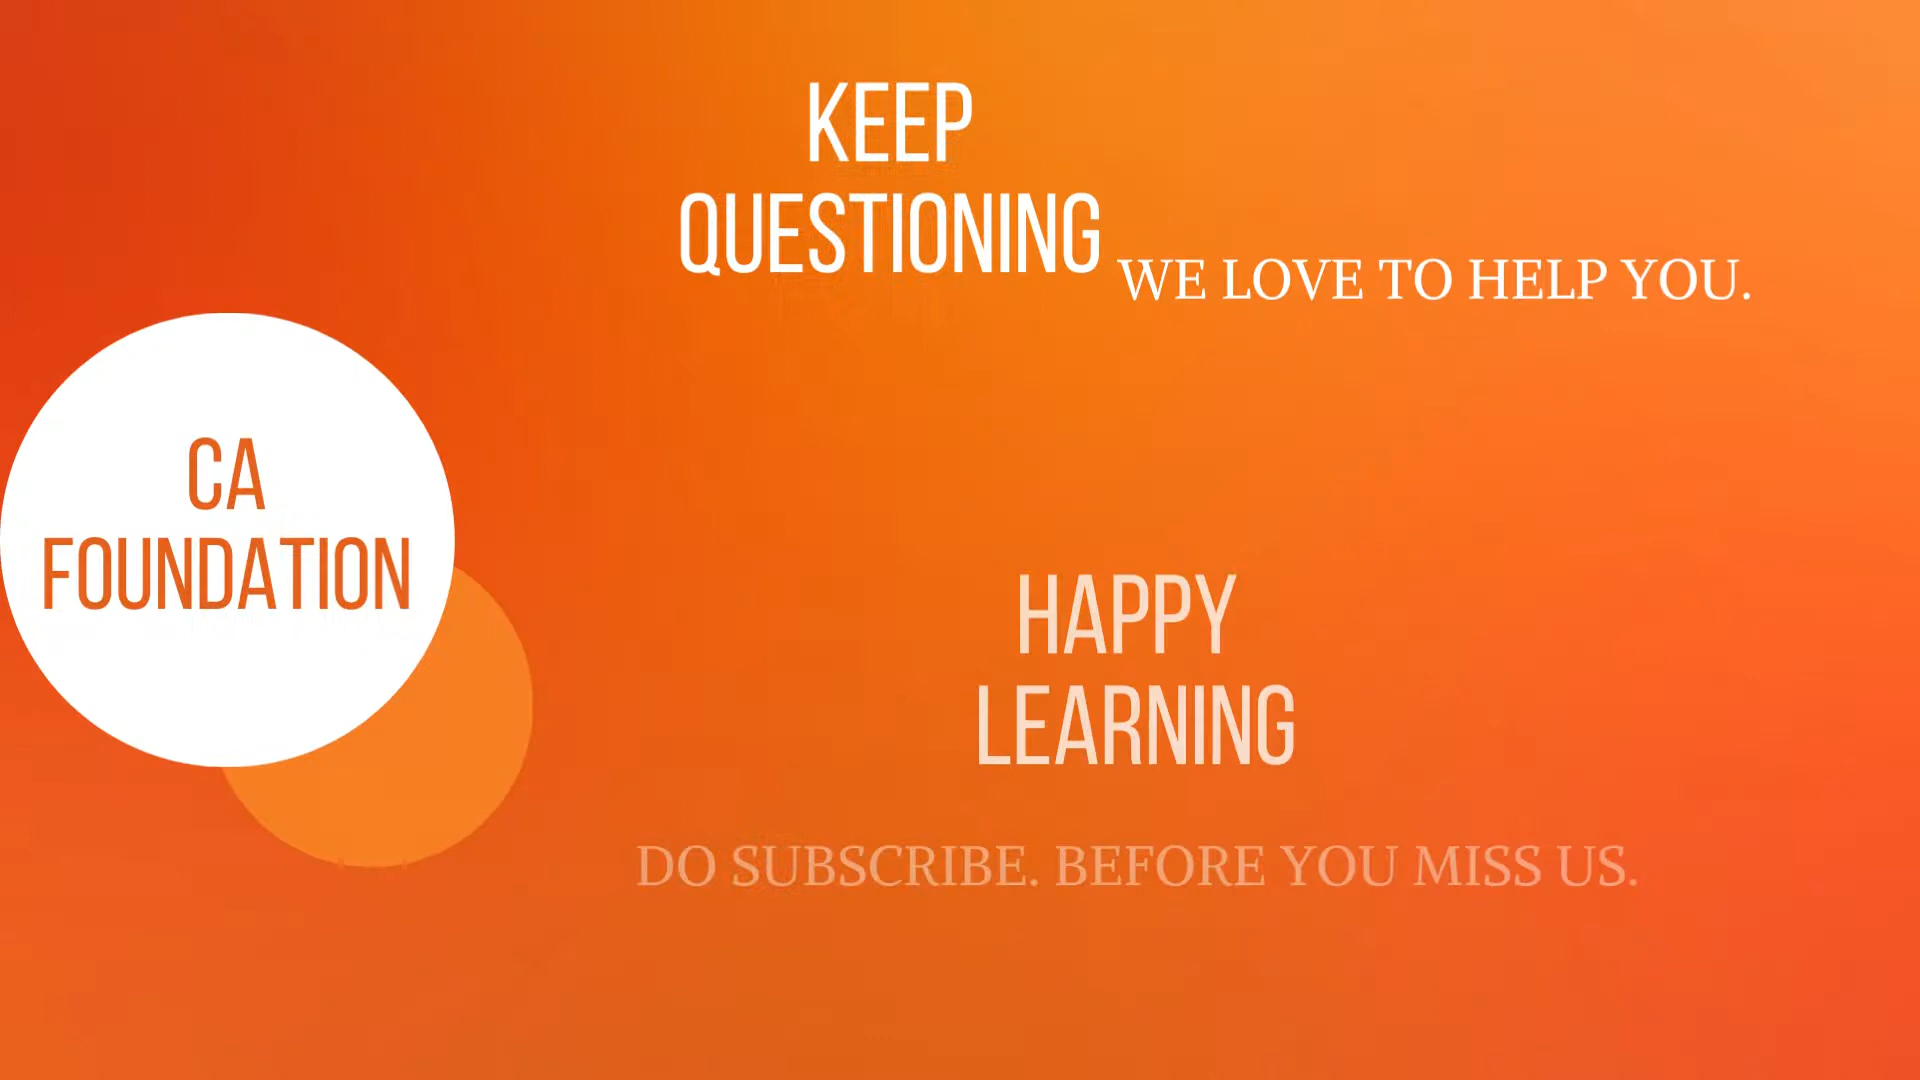 KEEP
QUESTIONING
WE LOVE TO HELP YOU.
CA
FOUNDATION
HAPPY
LEARNING
DO SUBSCRIBE. BEFORE YOU MISS US.